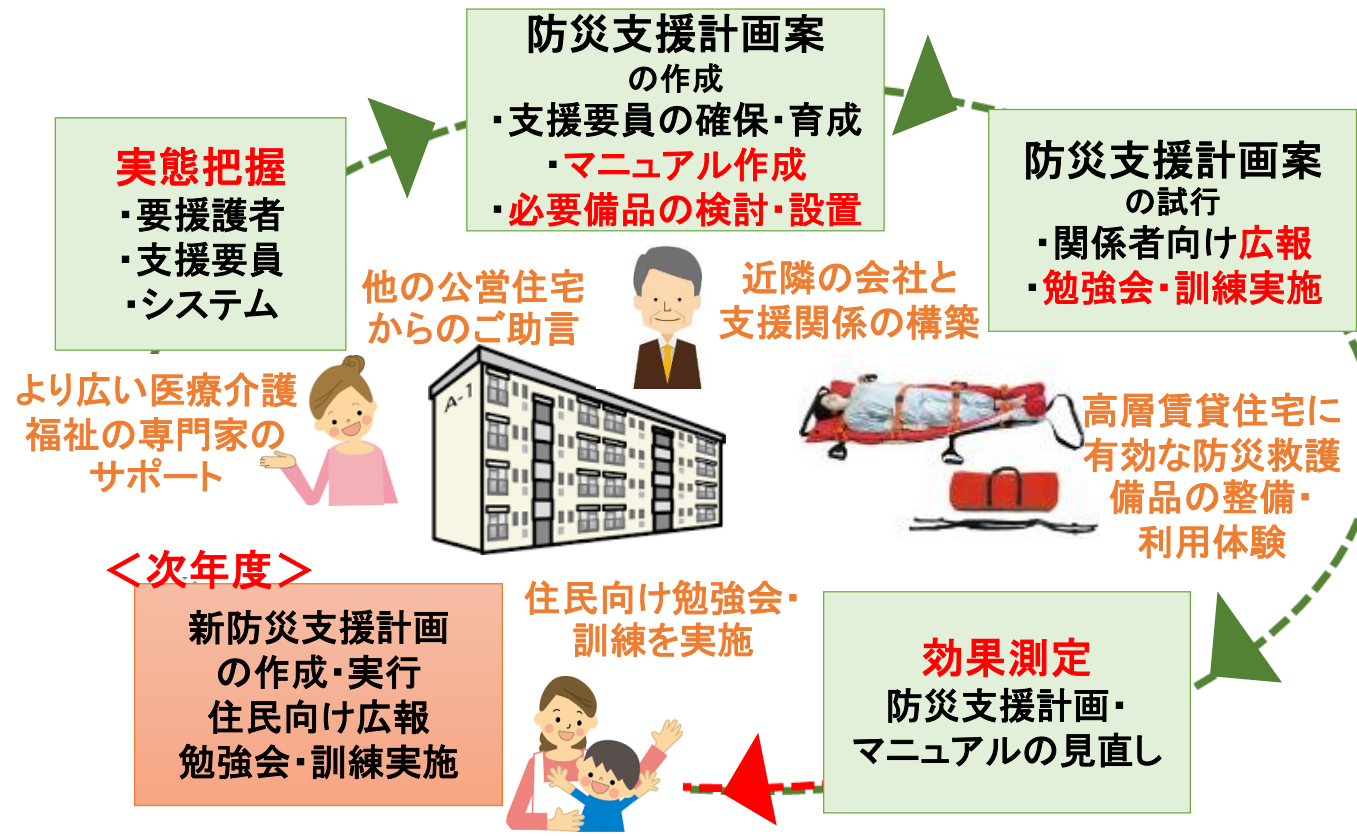 防災支援計画案
の作成
・支援要員の確保・育成
・マニュアル作成
・必要備品の検討・設置
実態把握
・要援護者
・支援要員
・システム
防災支援計画案
の試行
・関係者向け広報
・勉強会・訓練実施
他の公営住宅
からのご助言
近隣の会社と
支援関係の構築
より広い医療介護
福祉の専門家の
サポート
A-1
高層賃貸住宅に
有効な防災救護
備品の整備・
利用体験
＜次年度＞
新防災支援計画
の作成・実行
住民向け広報
勉強会・訓練実施
住民向け勉強会・
訓練を実施
効果測定
防災支援計画・
マニュアルの見直し